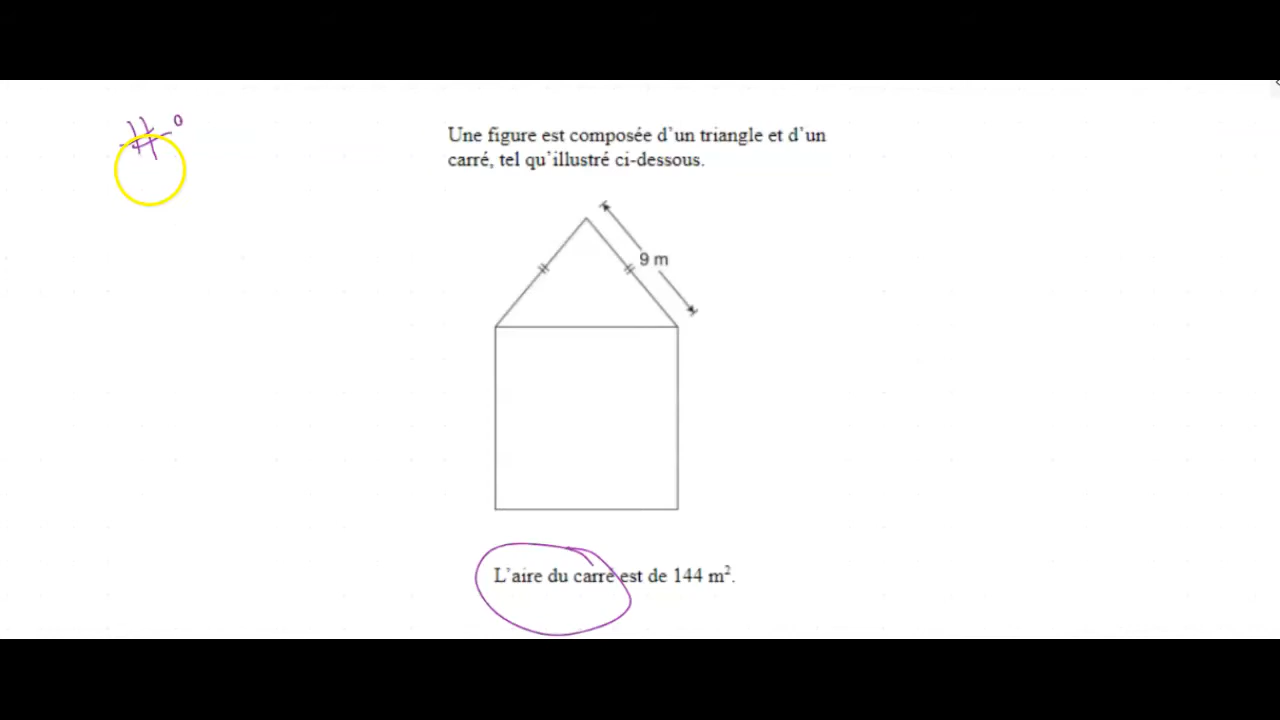 Une figure est composée d'un triangle et d'un
carré, tel qu'illustré ci-dessous.
9 m
L'aire du carré est de 144 m².